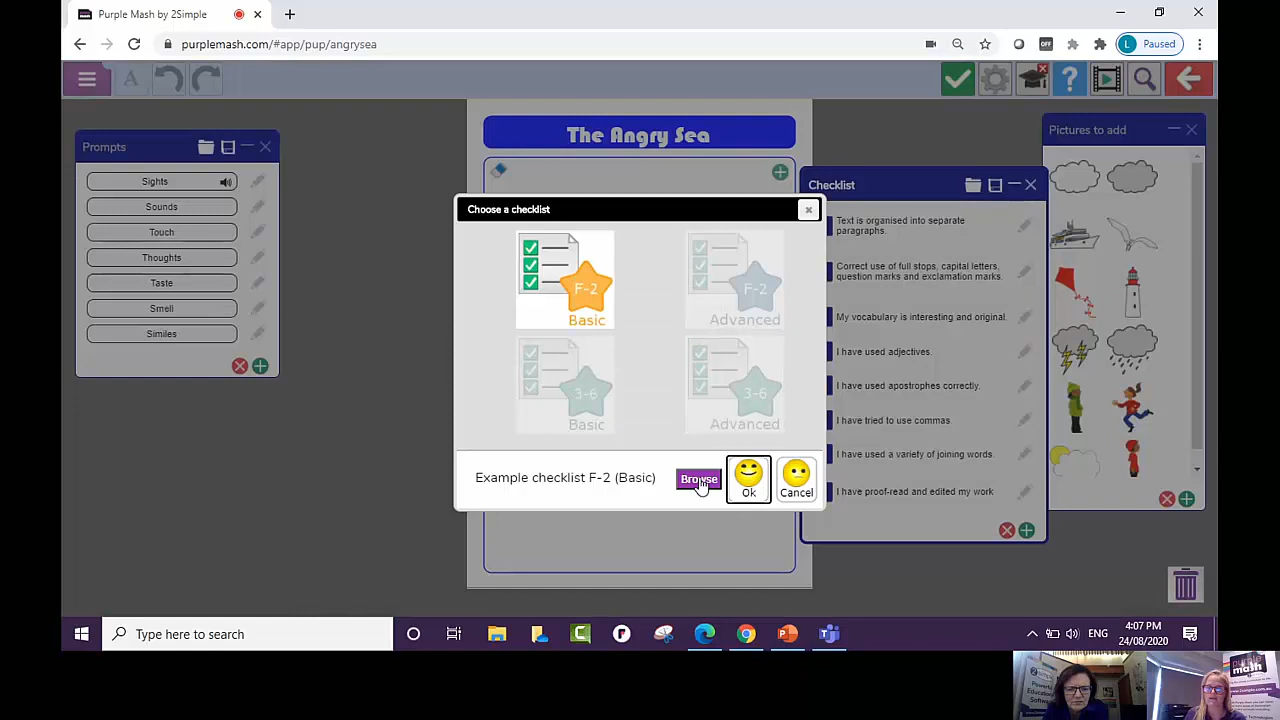 Purple Mash by 2Simple
purplemash.com/#app/pup/angrysea
OFF
L
Paused
A
?
The Angry Sea
Prompts
Sights
Sounds
Touch
Thoughts
Taste
Smell
Similes
Choose a checklist
F-2
Basic
F-2
Advanced
3-6
Basic
3-6
Advanced
Example checklist F-2 (Basic)
Browse
Ok
Cancel
Checklist
Text is organised into separate
paragraphs.
Correct use of full stops, capital letters,
question marks and exclamation marks.
My vocabulary is interesting and original.
I have used adjectives.
I have used apostrophes correctly.
I have tried to use commas
I have used a variety of joining words.
I have proof-read and edited my work
Pictures to add
Type here to search
ENG
4:07 PM
24/08/2020
purple
mash